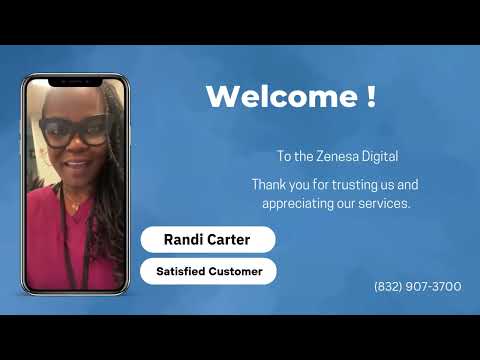 Welcome !
To the Zenesa Digital
Thank you for trusting us and
appreciating our services.
Randi Carter
Satisfied Customer
(832) 907-3700